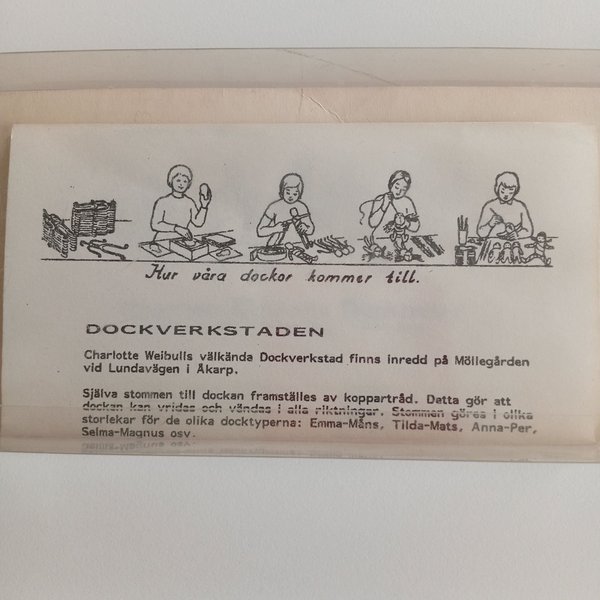 Hur våra dockor kommer till.
DOCKVERKSTADEN
Charlotte Weibulls välkända Dockverkstad finns inredd på Möllegården
vid Lundavägen i Åkarp.
Själva stommen till dockan framställes av koppartråd. Detta gör att
dockan kan vridas och vändas i alla riktningar. Stommen göres i olika
storlekar för de olika docktyperna: Emma-Måns, Tilda-Mats, Anna-Per,
Selma-Magnus osv.